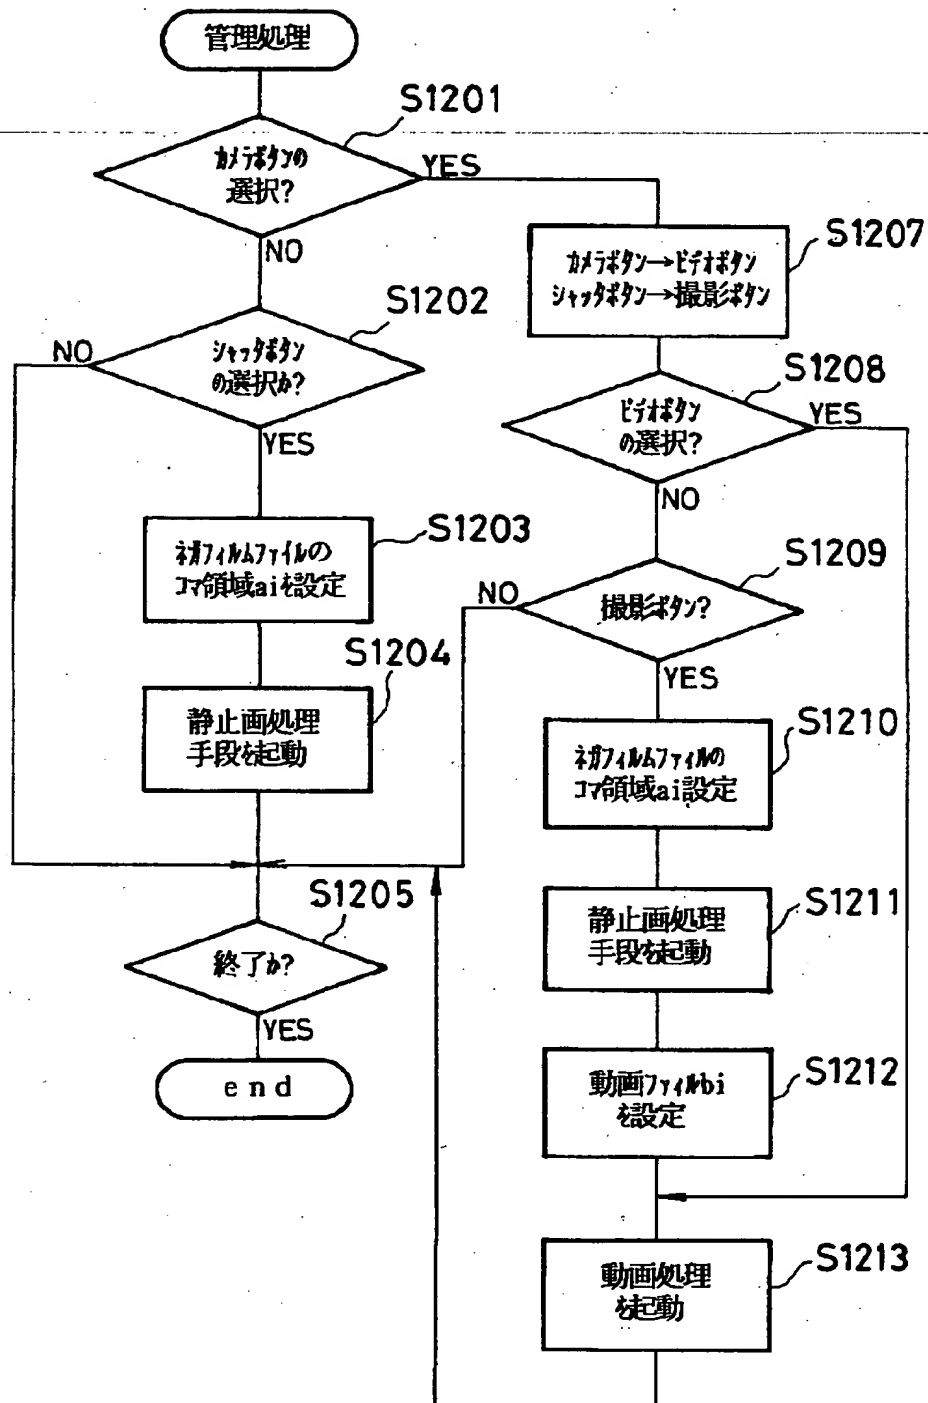 管理処理
S1201
カメラボタンの
選択?
YES
NO
S1202
シャッタボタン
の選択か?
NO
YES
S1203
ネガフィルムファイルの
コマ領域aiを設定
S1204
静止画処理
手段を起動
S1205
終了か?
YES
end
S1207
カメラボタン→ビデオボタン
シャッタボタン→撮影ボタン
S1208
ビデオボタン
の選択?
YES
NO
S1209
撮影ボタン?
NO
YES
S1210
ネガフィルムファイルの
コマ領域ai設定
S1211
静止画処理
手段を起動
S1212
動画ファイルbi
を設定
S1213
動画処理
を起動